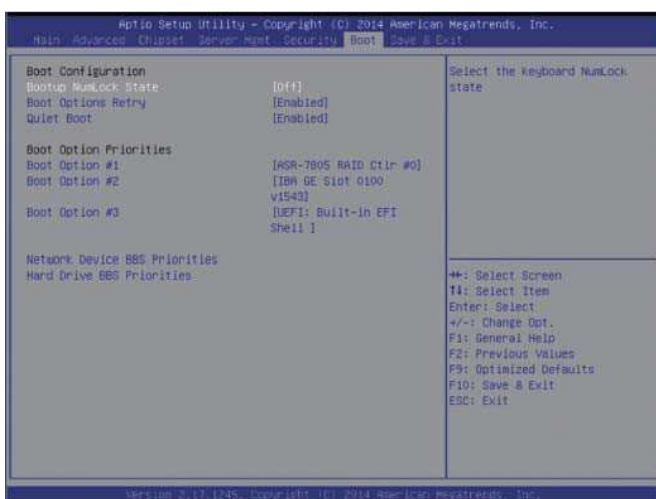 Aptio Setup Utility – Copyright (C) 2014 American Megatrends, Inc.
Main Advanced Chipset Server Mgmt Security Boot Save & Exit
Boot Configuration
Bootup NumLock State [Off]
Boot Options Retry [Enabled]
Quiet Boot [Enabled]
Boot Option Priorities
Boot Option #1 [ASR-7805 RAID Ctlr #0]
Boot Option #2 [IBA GE Slot 0100
v1543]
Boot Option #3 [UEFI: Built-in EFI
Shell ]
Network Device BBS Priorities
Hard Drive BBS Priorities
Select the keyboard NumLock
state
→←: Select Screen
↑↓: Select Item
Enter: Select
+/-: Change Opt.
F1: General Help
F2: Previous Values
F9: Optimized Defaults
F10: Save & Exit
ESC: Exit
Version 2.17.1245. Copyright (C) 2014 American Megatrends, Inc.